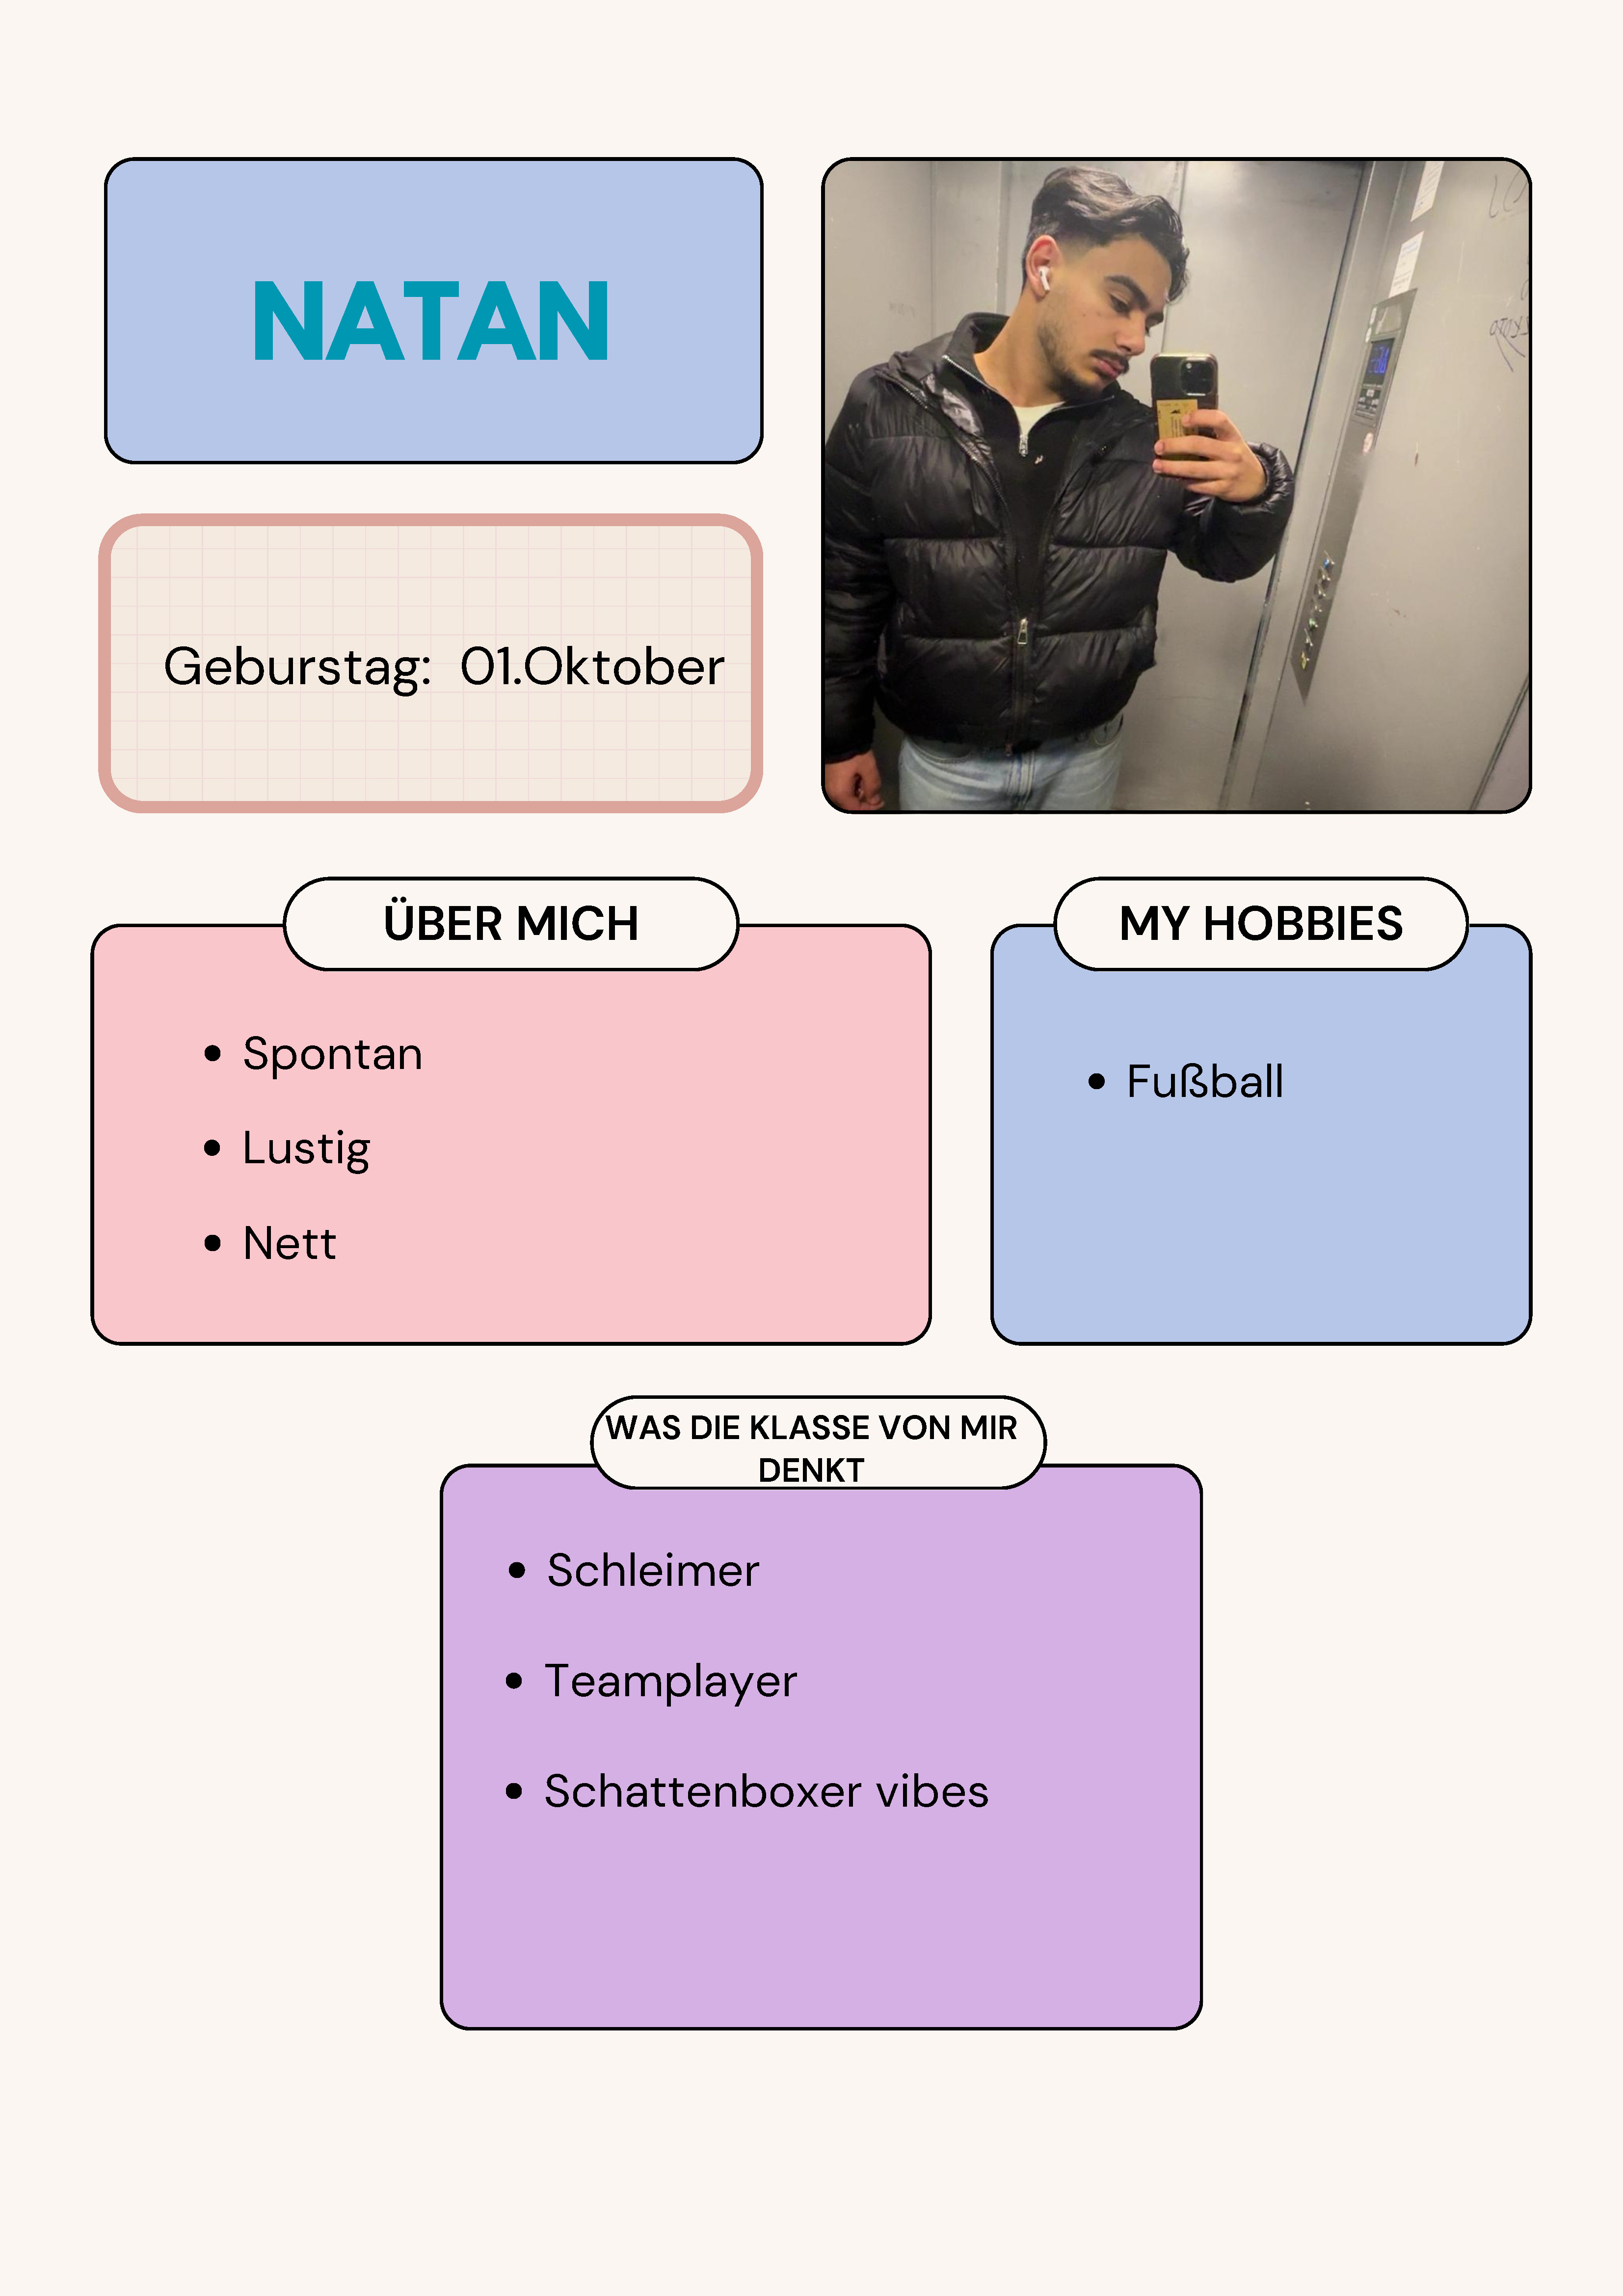 NATAN
Geburstag:  01.Oktober
ÜBER MICH
Spontan
Lustig
Nett
MY HOBBIES
Fußball
WAS DIE KLASSE VON MIR
DENKT
Schleimer
Teamplayer
Schattenboxer vibes